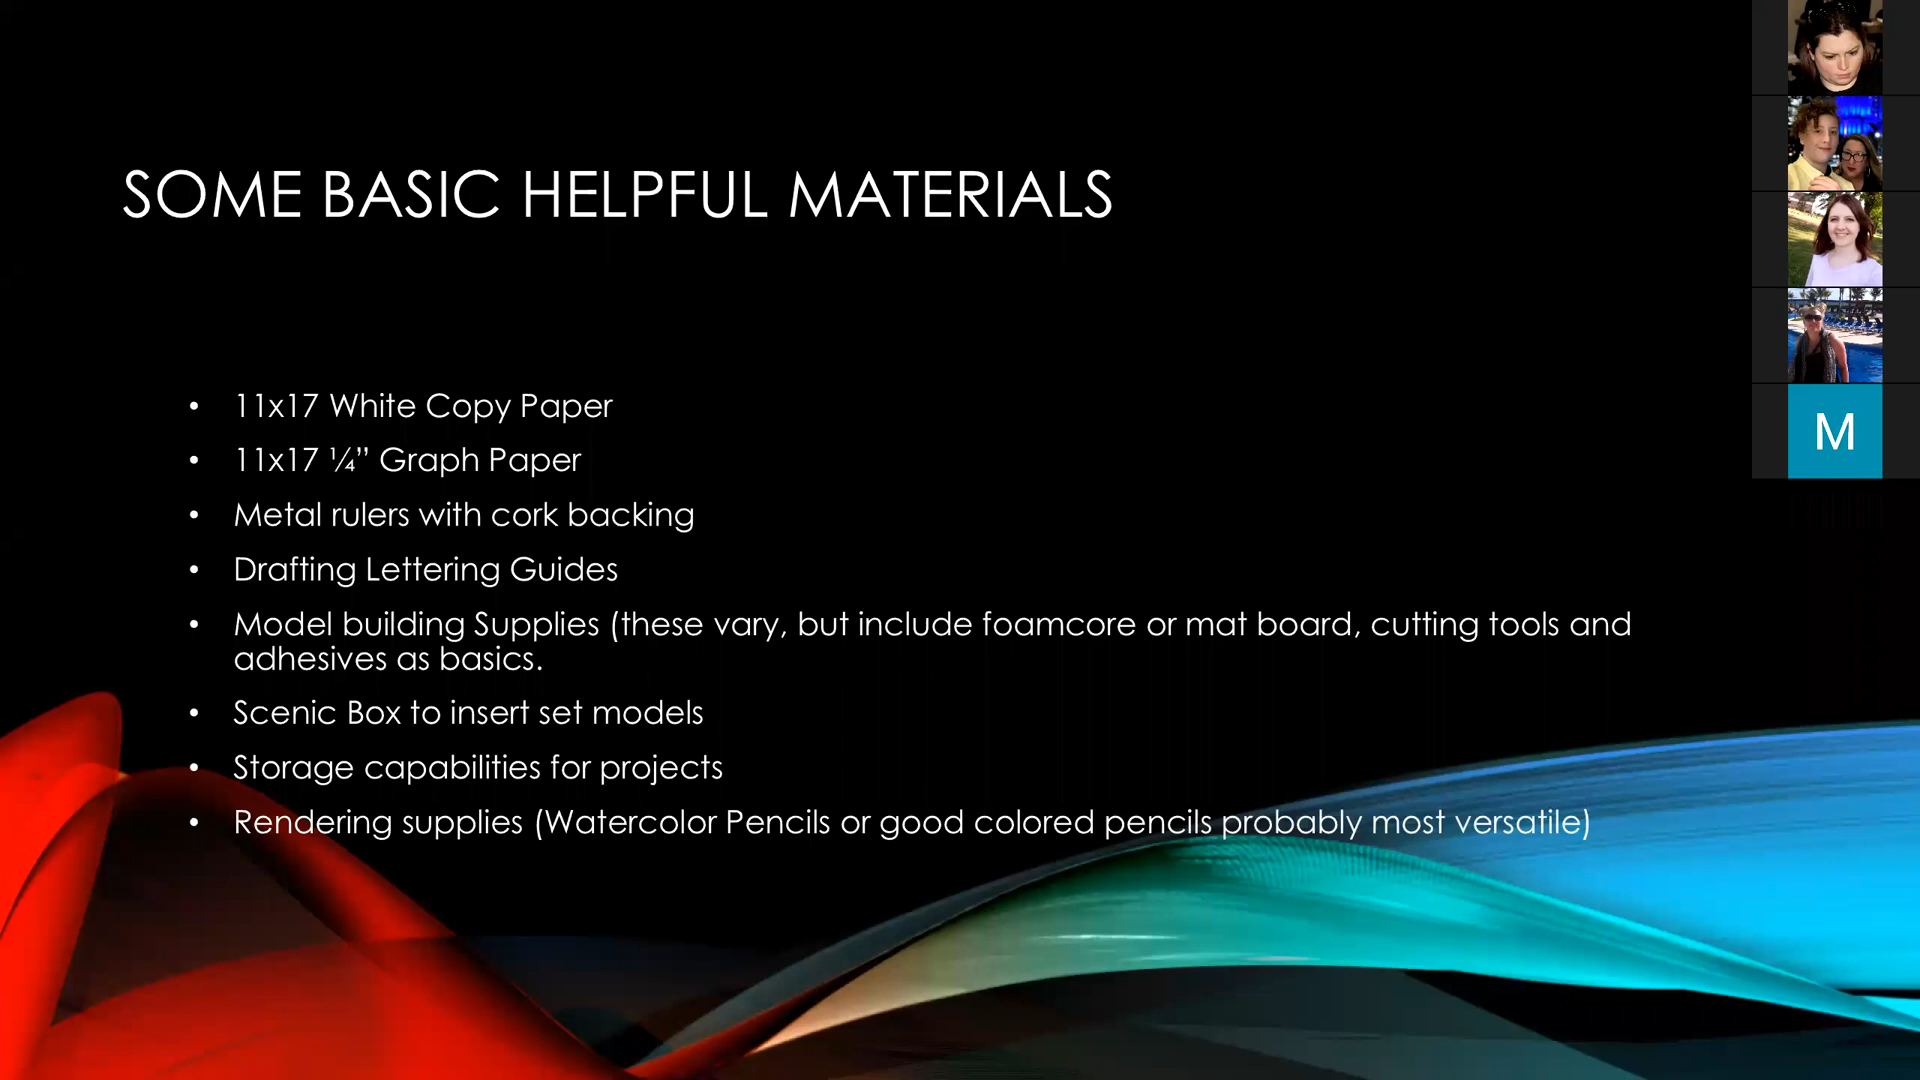 SOME BASIC HELPFUL MATERIALS
• 11x17 White Copy Paper
• 11x17 ¼” Graph Paper
• Metal rulers with cork backing
• Drafting Lettering Guides
• Model building Supplies (these vary, but include foamcore or mat board, cutting tools and
adhesives as basics.
• Scenic Box to insert set models
• Storage capabilities for projects
• Rendering supplies (Watercolor Pencils or good colored pencils probably most versatile)
M